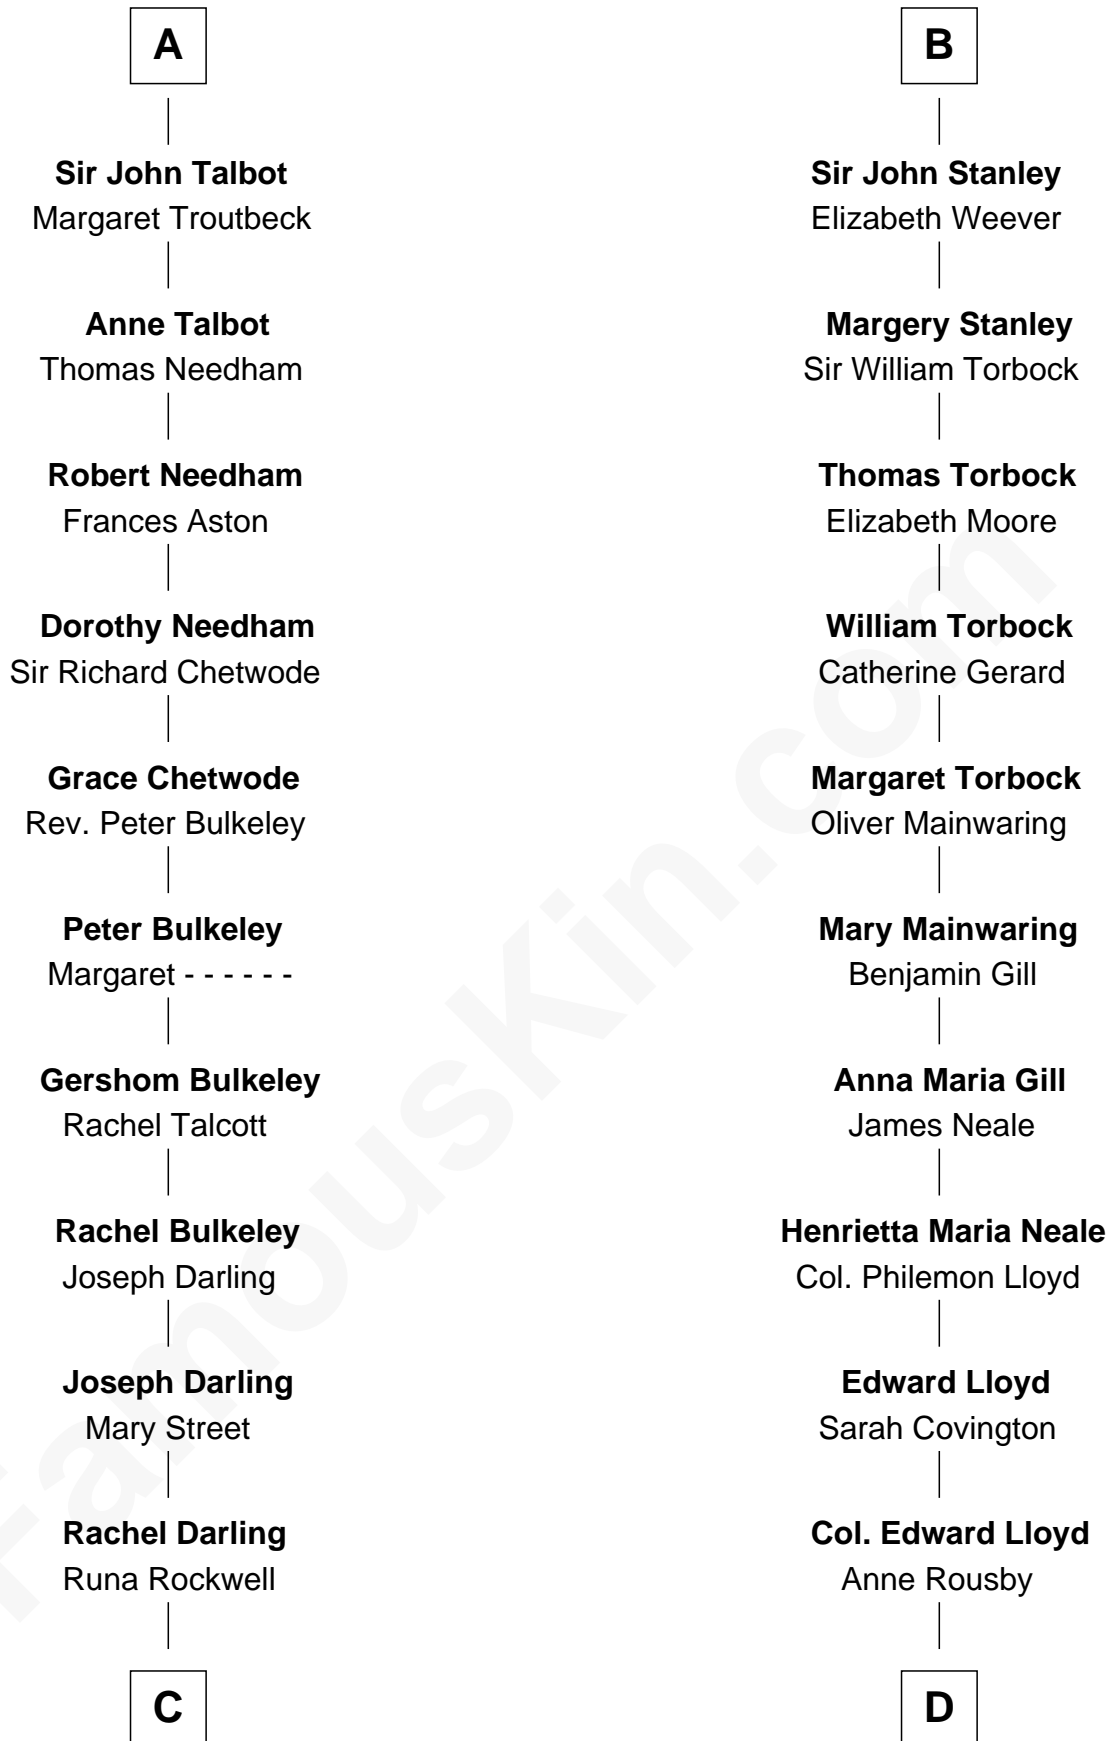 A
Sir John Talbot
Margaret Troutbeck
Anne Talbot
Thomas Needham
Robert Needham
Frances Aston
Dorothy Needham
Sir Richard Chetwode
Grace Chetwode
Rev. Peter Bulkeley
Peter Bulkeley
Margaret - - - - - -
Gershom Bulkeley
Rachel Talcott
Rachel Bulkeley
Joseph Darling
Joseph Darling
Mary Street
Rachel Darling
Runa Rockwell
C
B
Sir John Stanley
Elizabeth Weever
Margery Stanley
Sir William Torbock
Thomas Torbock
Elizabeth Moore
William Torbock
Catherine Gerard
Margaret Torbock
Oliver Mainwaring
Mary Mainwaring
Benjamin Gill
Anna Maria Gill
James Neale
Henrietta Maria Neale
Col. Philemon Lloyd
Edward Lloyd
Sarah Covington
Col. Edward Lloyd
Anne Rousby
D
FamousKin.com